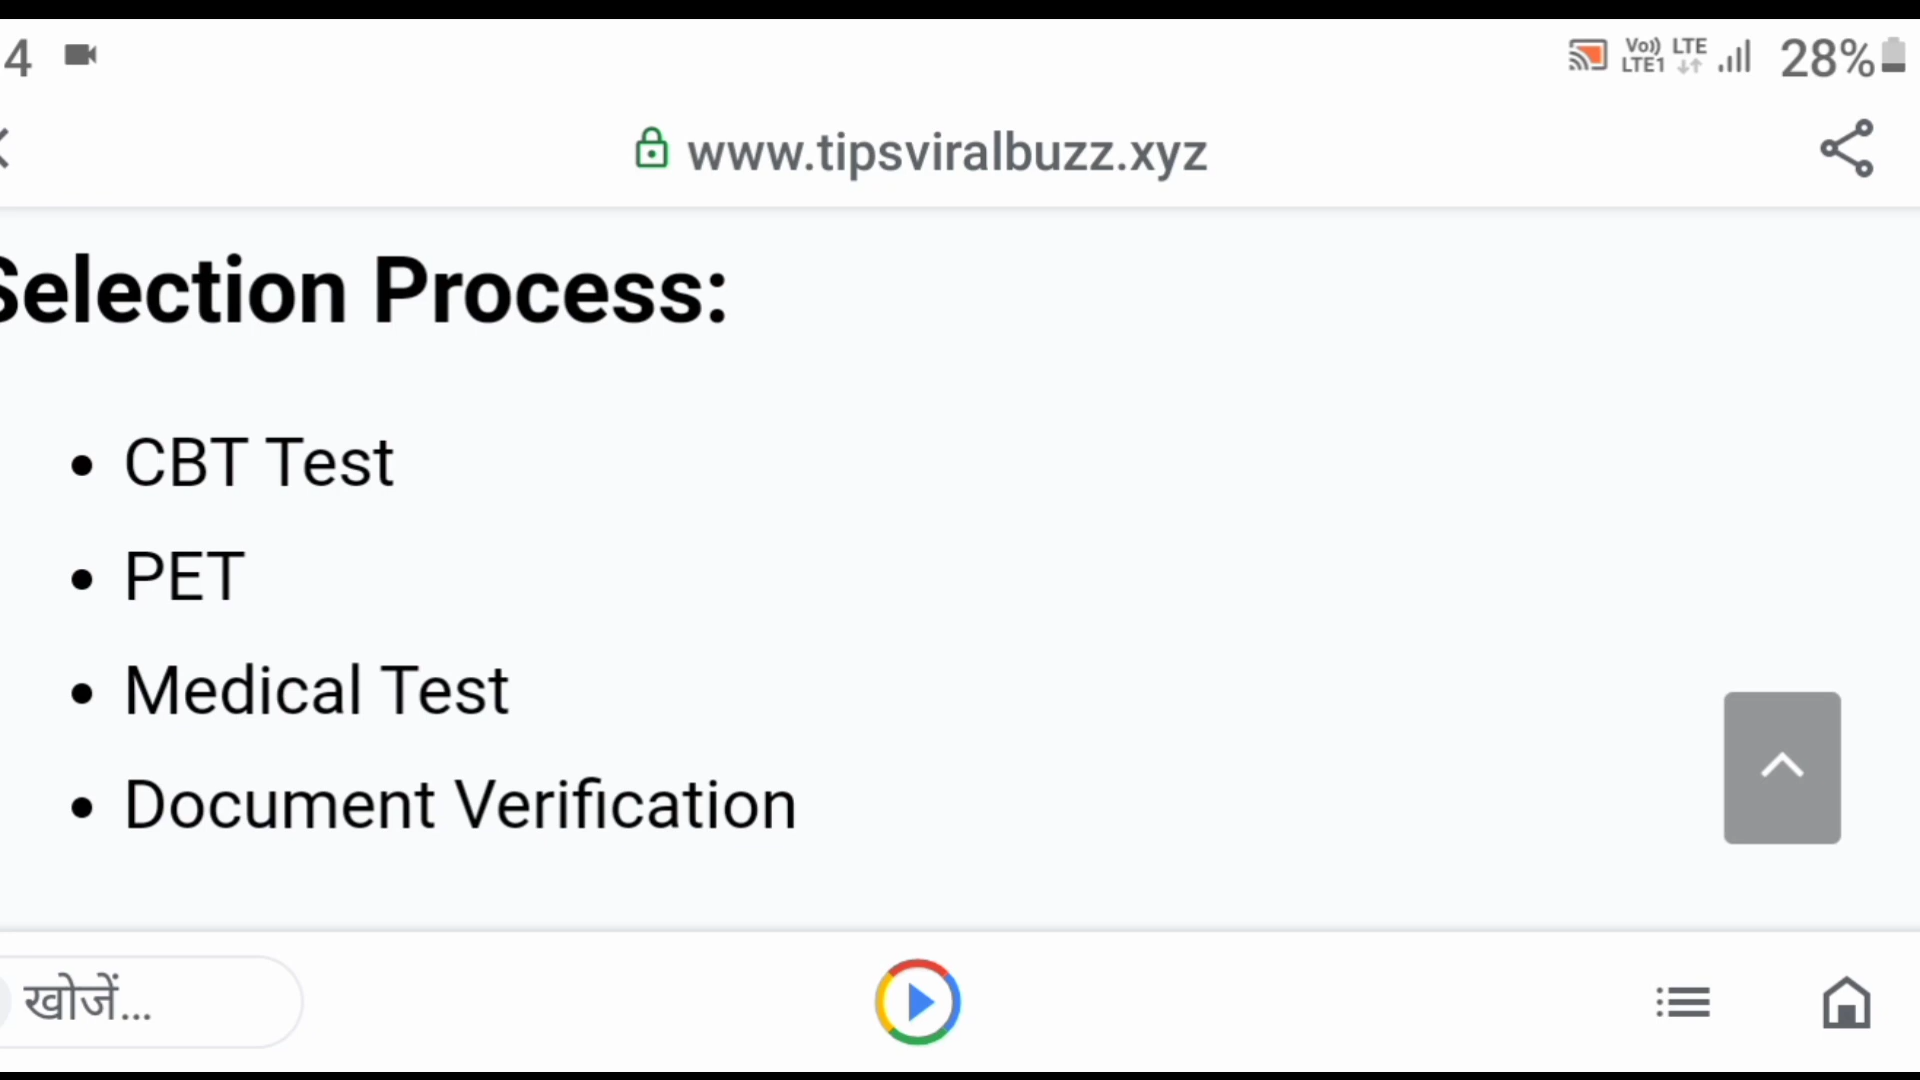 4
Vo)) LTE
LTE1
28%
www.tipsviralbuzz.xyz
Selection Process:
• CBT Test
• PET
• Medical Test
• Document Verification
खोजें...